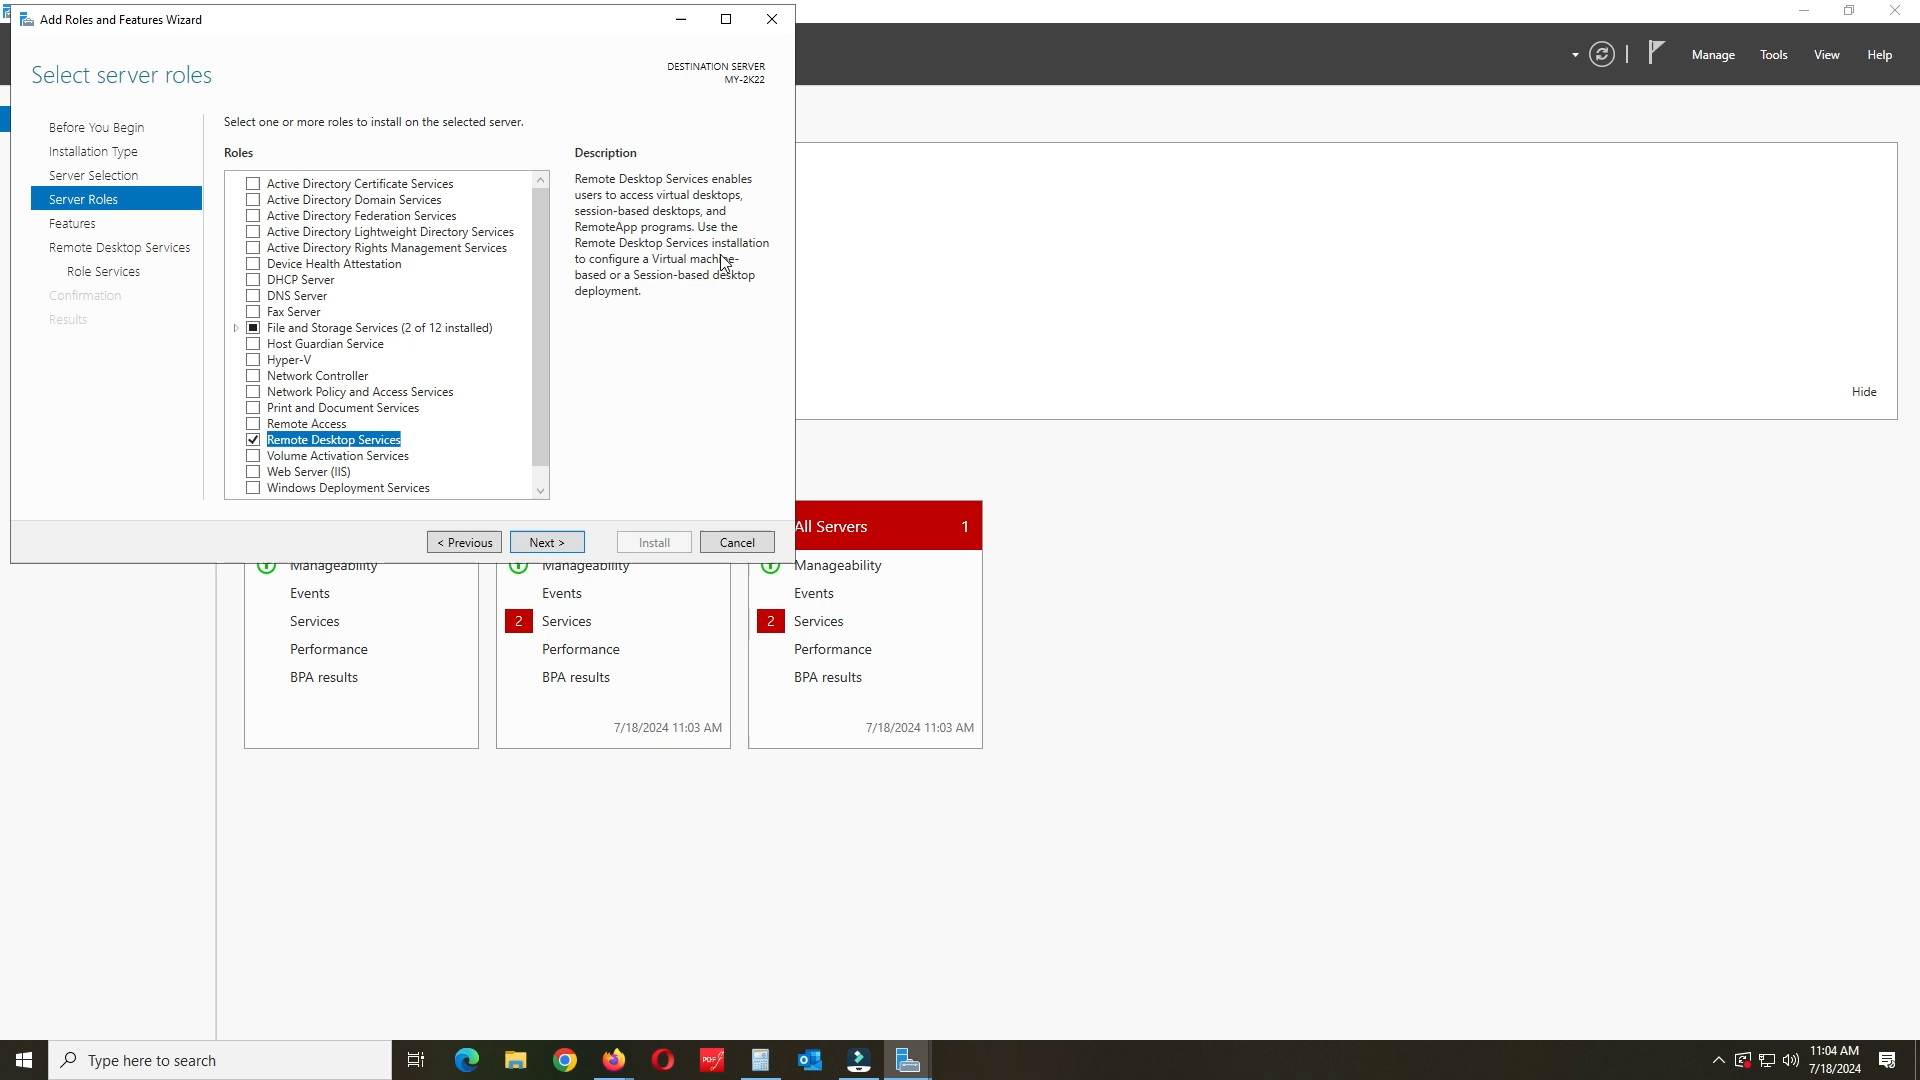 Add Roles and Features Wizard
Manage
Tools
View
Help
Select server roles
DESTINATION SERVER
MY-2K22
Before You Begin
Installation Type
Server Selection
Server Roles
Features
Remote Desktop Services
Role Services
Confirmation
Results
Select one or more roles to install on the selected server.
Roles
Active Directory Certificate Services
Active Directory Domain Services
Active Directory Federation Services
Active Directory Lightweight Directory Services
Active Directory Rights Management Services
Device Health Attestation
DHCP Server
DNS Server
Fax Server
File and Storage Services (2 of 12 installed)
Host Guardian Service
Hyper-V
Network Controller
Network Policy and Access Services
Print and Document Services
Remote Access
Remote Desktop Services
Volume Activation Services
Web Server (IIS)
Windows Deployment Services
Description
Remote Desktop Services enables
users to access virtual desktops,
session-based desktops, and
RemoteApp programs. Use the
Remote Desktop Services installation
to configure a Virtual machine-
based or a Session-based desktop
deployment.
< Previous
Next >
Install
Cancel
Hide
Manageability
Events
Services
Performance
BPA results
Manageability
Events
2 Services
Performance
BPA results
7/18/2024 11:03 AM
All Servers 1
Manageability
Events
2 Services
Performance
BPA results
7/18/2024 11:03 AM
Type here to search
PDF
11:04 AM
7/18/2024